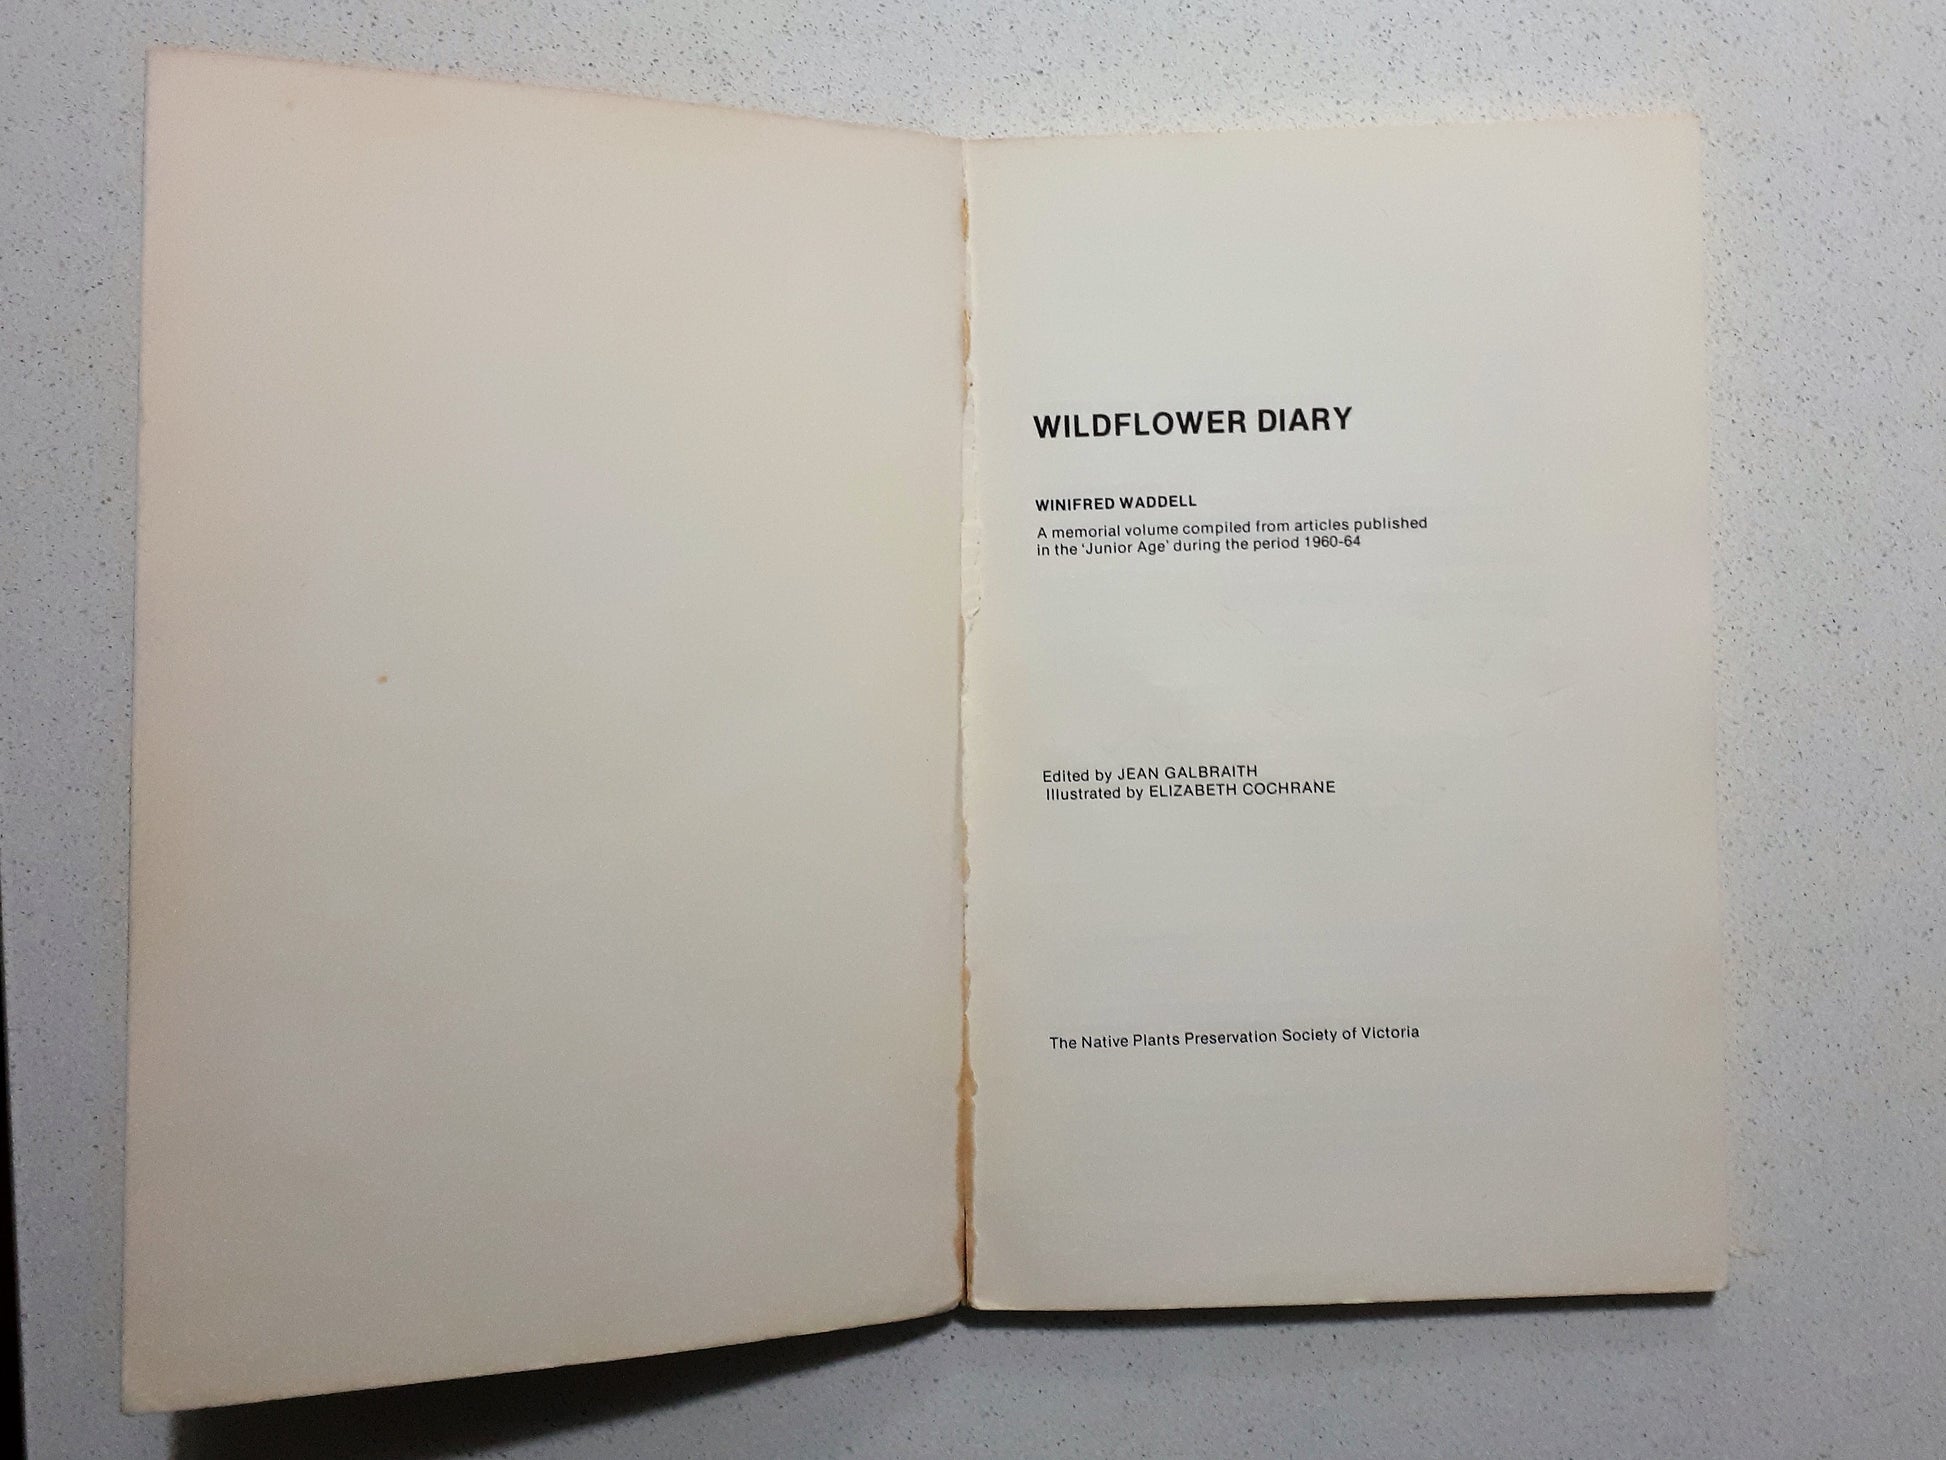 WILDFLOWER DIARY
WINIFRED WADDELL
A memorial volume compiled from articles published
in the 'Junior Age' during the period 1960-64
Edited by JEAN GALBRAITH
Illustrated by ELIZABETH COCHRANE
The Native Plants Preservation Society of Victoria